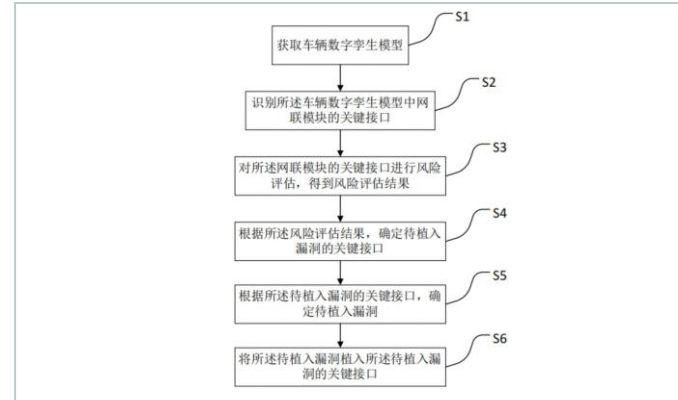 S1
获取车辆数字孪生模型
S2
识别所述车辆数字孪生模型中网
联模块的关键接口
S3
对所述网联模块的关键接口进行风险
评估，得到风险评估结果
S4
根据所述风险评估结果，确定待植入
漏洞的关键接口
S5
根据所述待植入漏洞的关键接口，确
定待植入漏洞
S6
将所述待植入漏洞植入所述待植入漏
洞的关键接口